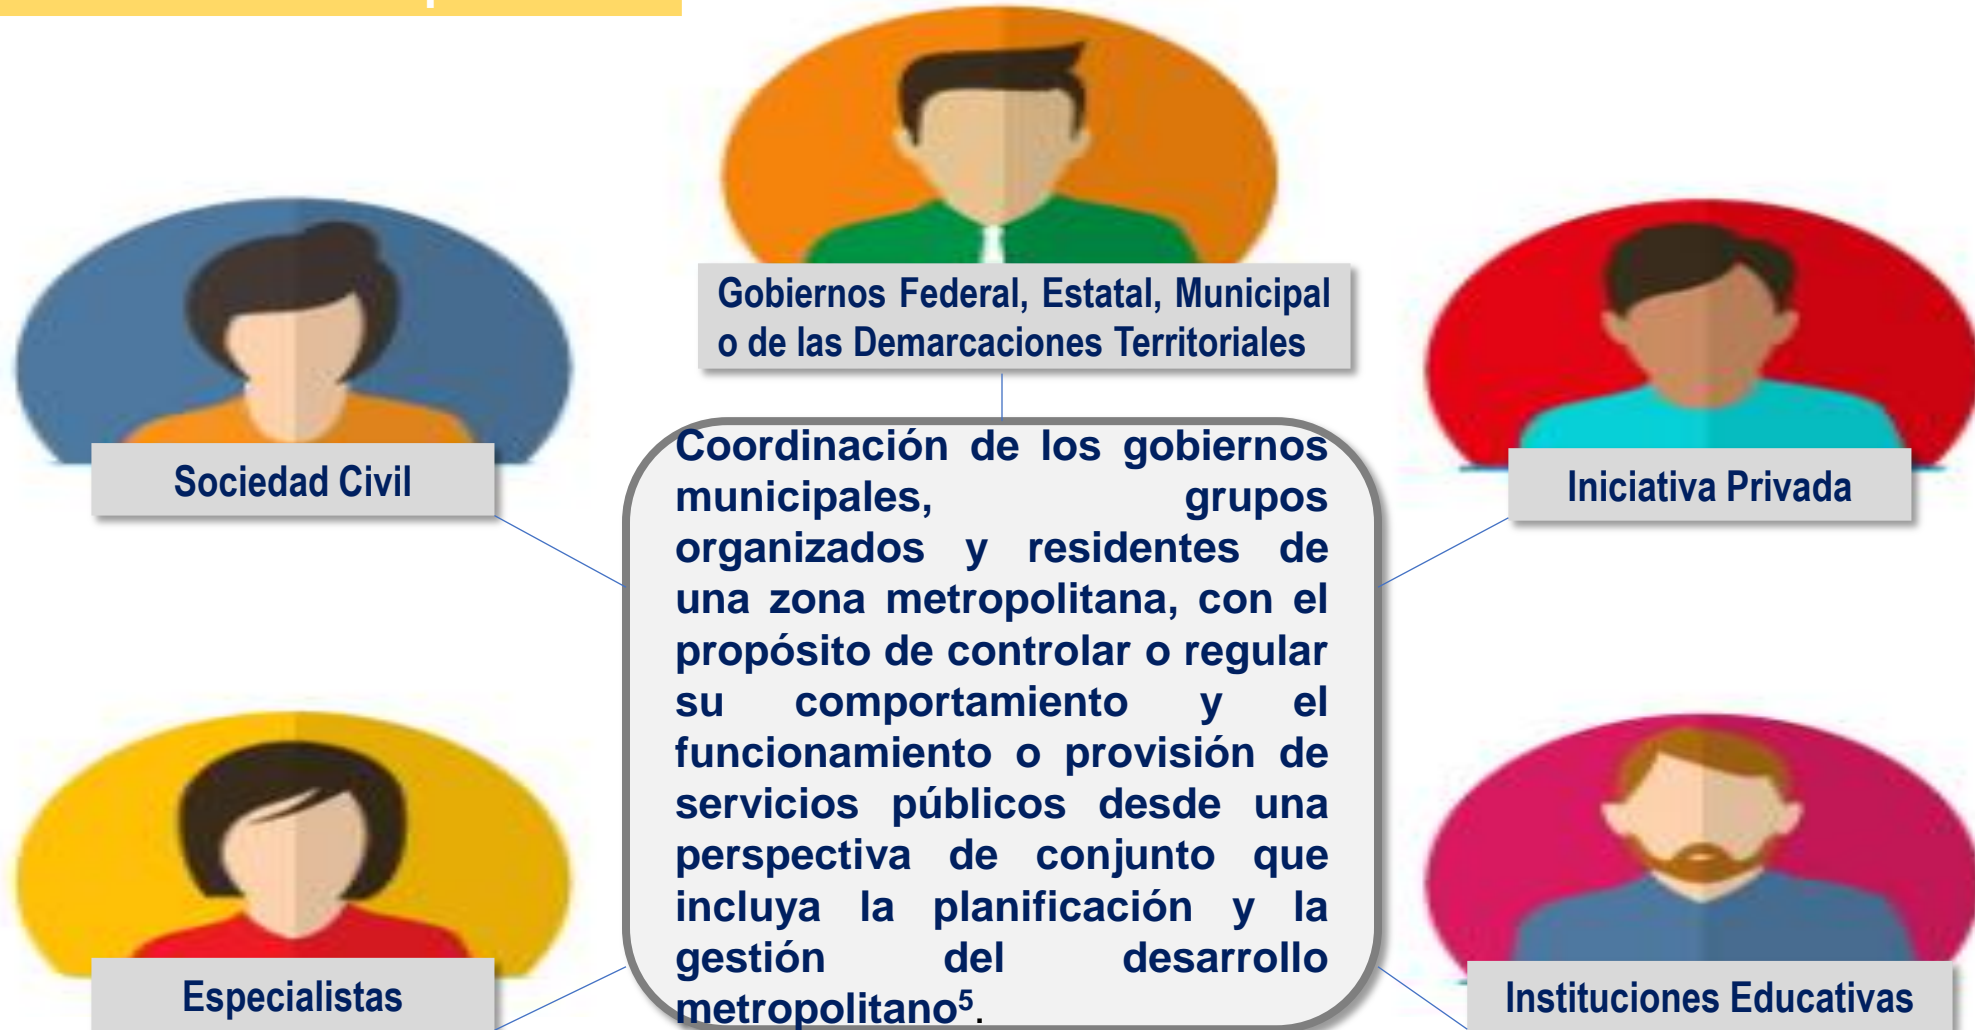 Gobiernos Federal, Estatal, Municipal
o de las Demarcaciones Territoriales
Sociedad Civil
Iniciativa Privada
Coordinación de los gobiernos
municipales, grupos
organizados y residentes de
una zona metropolitana, con el
propósito de controlar o regular
su comportamiento y el
funcionamiento o provisión de
servicios públicos desde una
perspectiva de conjunto que
incluya la planificación y la
gestión del desarrollo
metropolitano⁵.
Especialistas
Instituciones Educativas